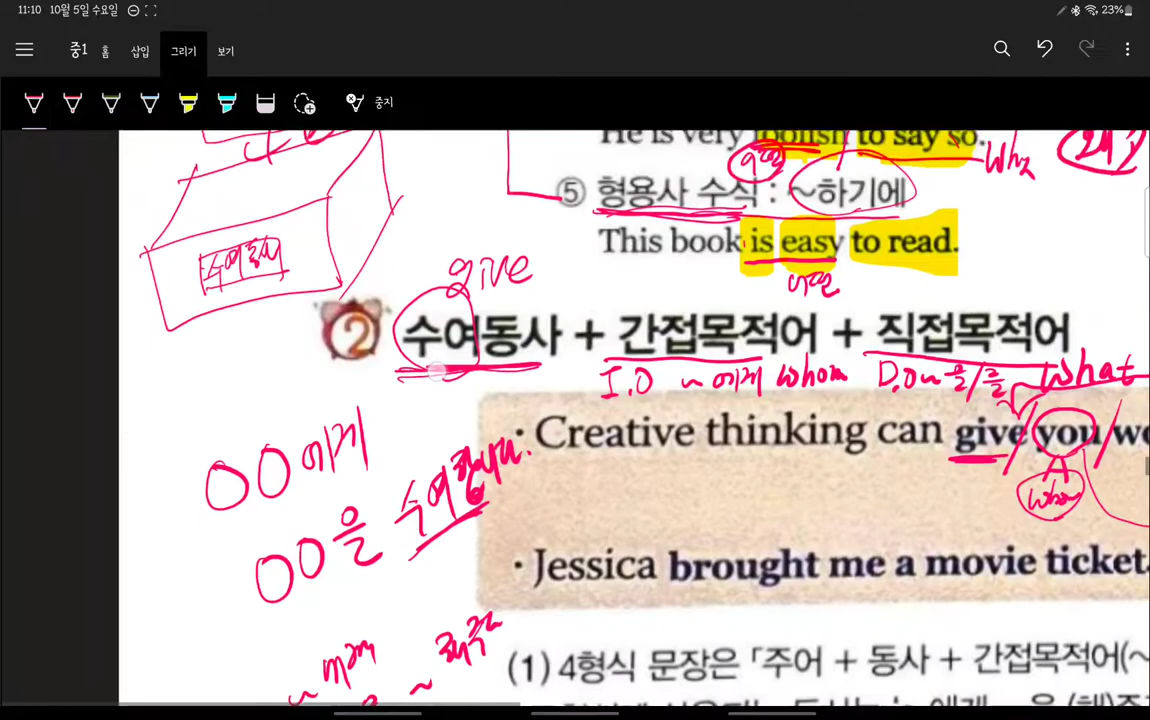 11:10 10월 5일 수요일 23%
중1 홈 삽입 그리기 보기
중지
He is very foolish to say so.
Why
⑤ 형용사 수식 : ~하기에
This book is easy to read.
수여동사
give
2 수여동사 + 간접목적어 + 직접목적어
I.O ~에게 whom D.O ~을/를 What
· Creative thinking can give you
whom
○○에게
○○을 수여합니다.
· Jessica brought me a movie ticket.
(1) 4형식 문장은 「주어 + 동사 + 간접목적어(~